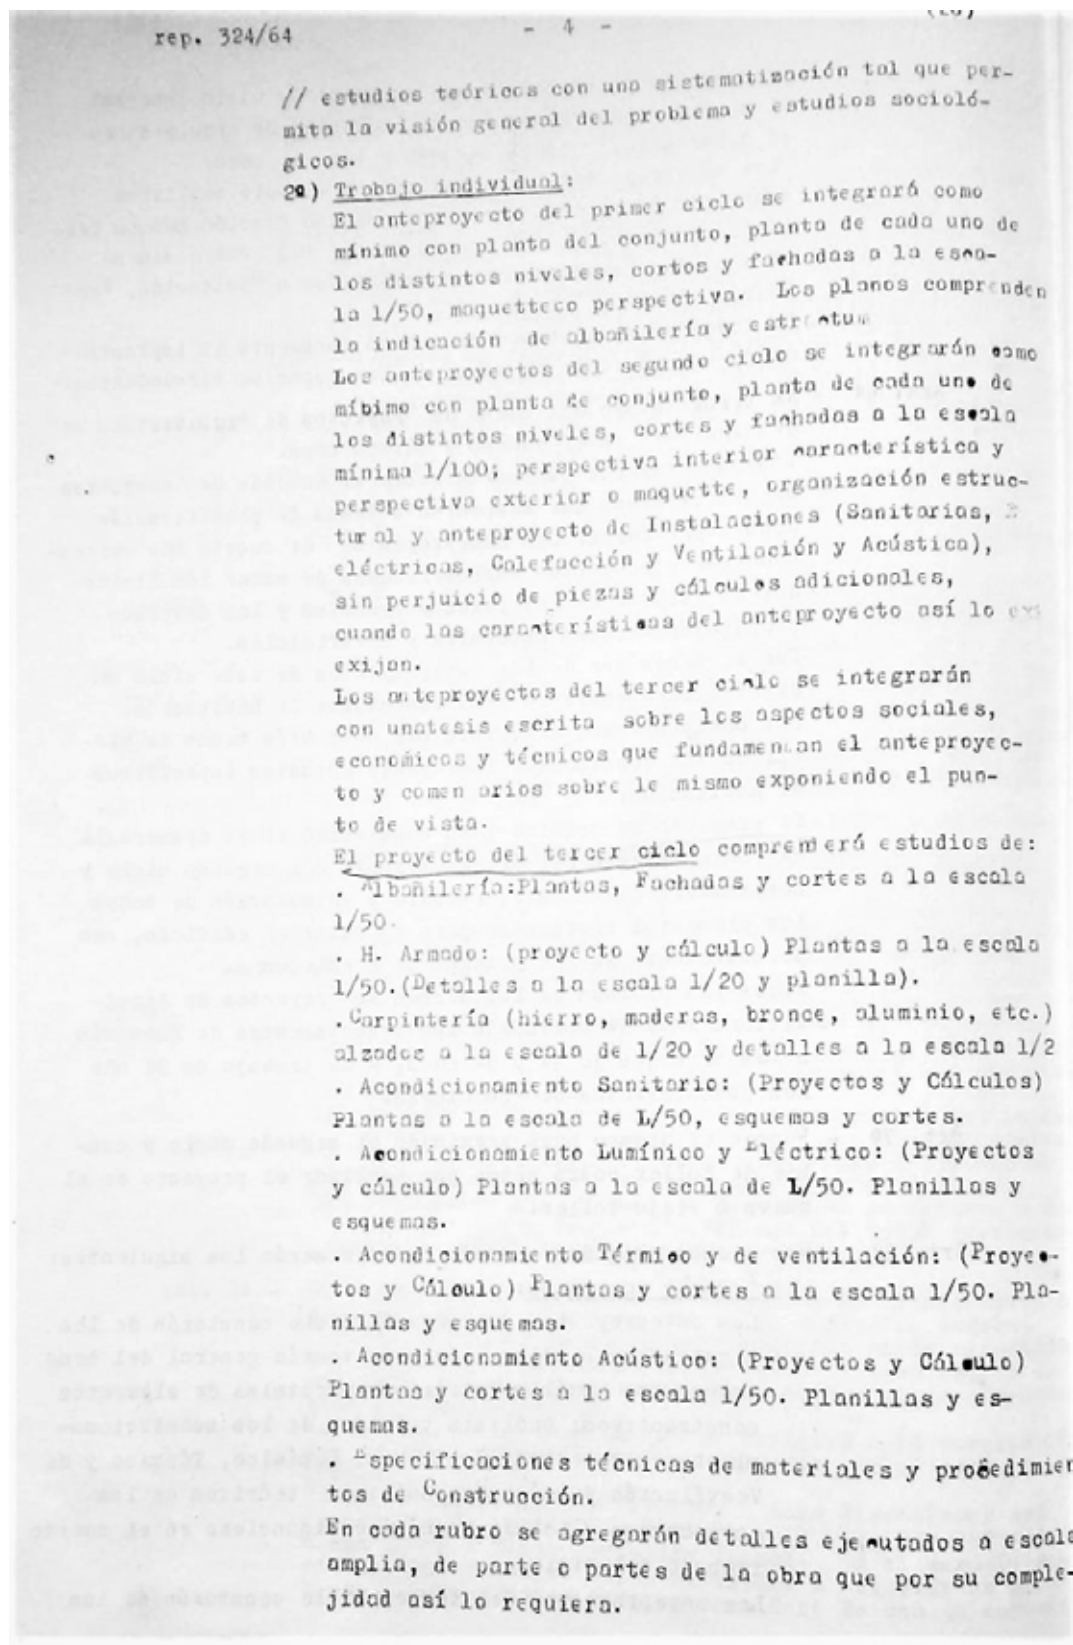 rep. 324/64 - 4 -
// estudios teóricos con una sistematización tal que per-
mita la visión general del problema y estudios socioló-
gicos.
2º) Trabajo individual:
El anteproyecto del primer ciclo se integrará como
mínimo con planta del conjunto, planta de cada uno de
los distintos niveles, cortos y fachadas a la esca-
la 1/50, maquetteco perspectiva. Los planos comprenden
la indicación de albañilería y estructura
Los anteproyectos del segundo ciclo se integrarán como
míbimo con planta de conjunto, planta de cada uno de
los distintos niveles, cortes y fachadas a la escala
mínima 1/100; perspectiva interior característica y
perspectiva exterior o maquette, organización estruc-
tural y anteproyecto de Instalaciones (Sanitarias, E
eléctricas, Calefacción y Ventilación y Acústica),
sin perjuicio de piezas y cálculos adicionales,
cuando las características del anteproyecto así lo exi
exijan.
Los anteproyectos del tercer ciclo se integrarán
con unatesis escrita sobre los aspectos sociales,
económicos y técnicos que fundamentan el anteproyec-
to y comen arios sobre le mismo exponiendo el pun-
to de vista.
El proyecto del tercer ciclo comprenderá estudios de:
. Albañilería:Plantas, Fachadas y cortes a la escala
1/50.
. H. Armado: (proyecto y cálculo) Plantas a la escala
1/50.(Detalles a la escala 1/20 y planilla).
.Carpintería (hierro, maderas, bronce, aluminio, etc.)
alzados a la escala de 1/20 y detalles a la escala 1/2
. Acondicionamiento Sanitario: (Proyectos y Cálculos)
Plantas a la escala de L/50, esquemas y cortes.
. Acondicionamiento Lumínico y Eléctrico: (Proyectos
y cálculo) Plantas a la escala de 1/50. Planillas y
esquemas.
. Acondicionamiento Térmico y de ventilación: (Proyec-
tos y Cálculo) Plantas y cortes a la escala 1/50. Pla-
nillas y esquemas.
. Acondicionamiento Acústico: (Proyectos y Cálculo)
Plantas y cortes a la escala 1/50. Planillas y es-
quemas.
. Especificaciones técnicas de materiales y procedimien
tos de Construcción.
En cada rubro se agregarán detalles ejecutados a escala
amplia, de parte o partes de la obra que por su comple-
jidad así lo requiera.